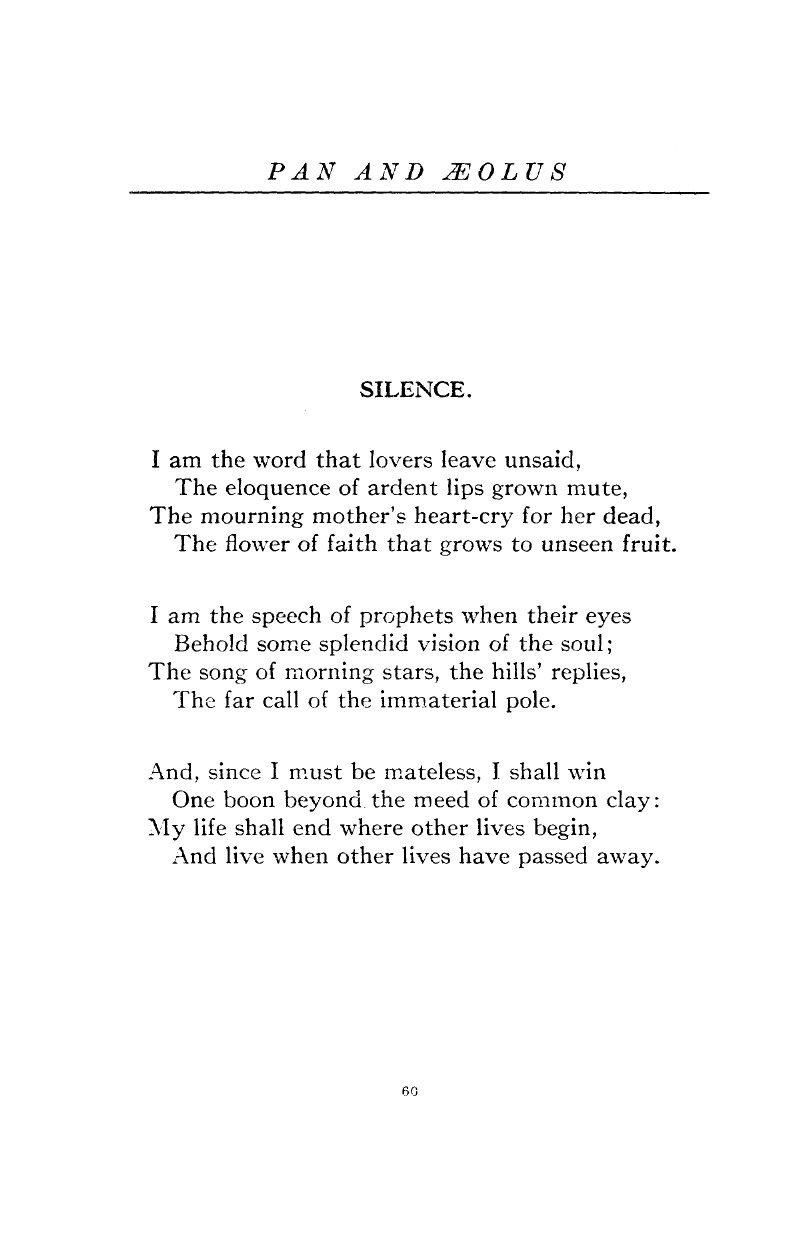 PAN AND ÆOLUS
SILENCE.
I am the word that lovers leave unsaid,
The eloquence of ardent lips grown mute,
The mourning mother's heart-cry for her dead,
The flower of faith that grows to unseen fruit.
I am the speech of prophets when their eyes
Behold some splendid vision of the soul;
The song of morning stars, the hills' replies,
The far call of the immaterial pole.
And, since I must be mateless, I shall win
One boon beyond the meed of common clay:
My life shall end where other lives begin,
And live when other lives have passed away.
60